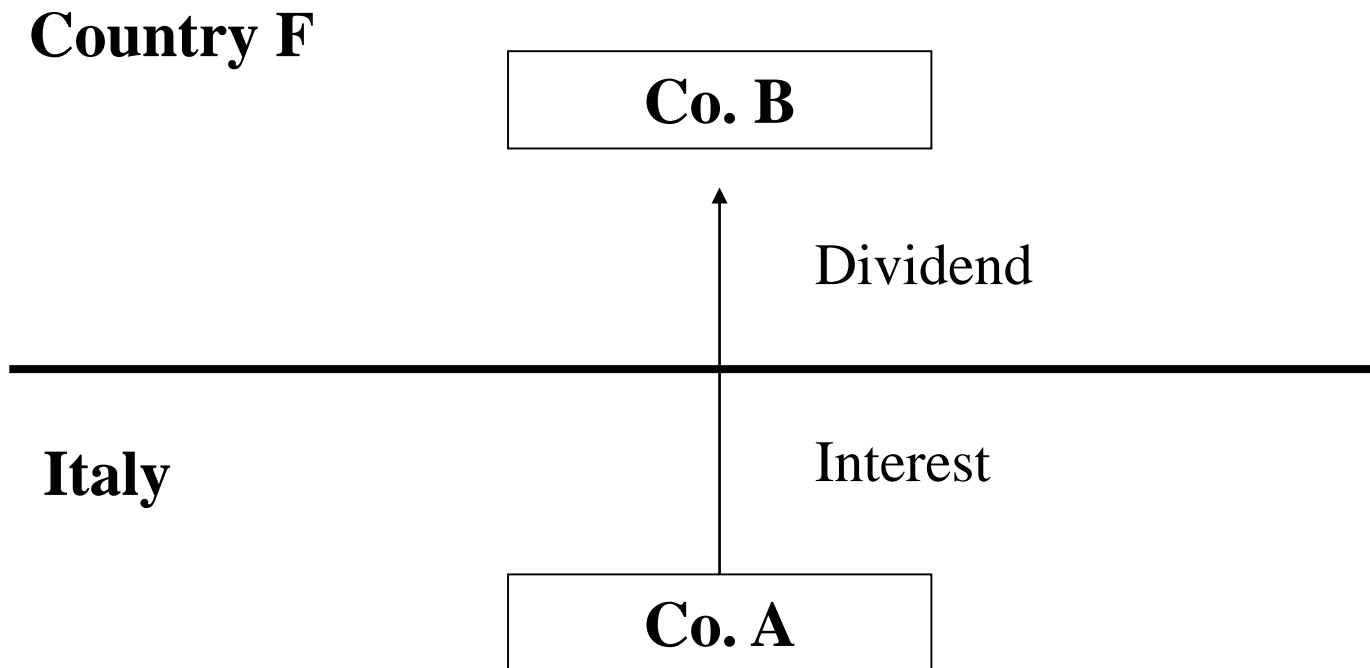 Country F
Co. B
Dividend
Italy
Interest
Co. A